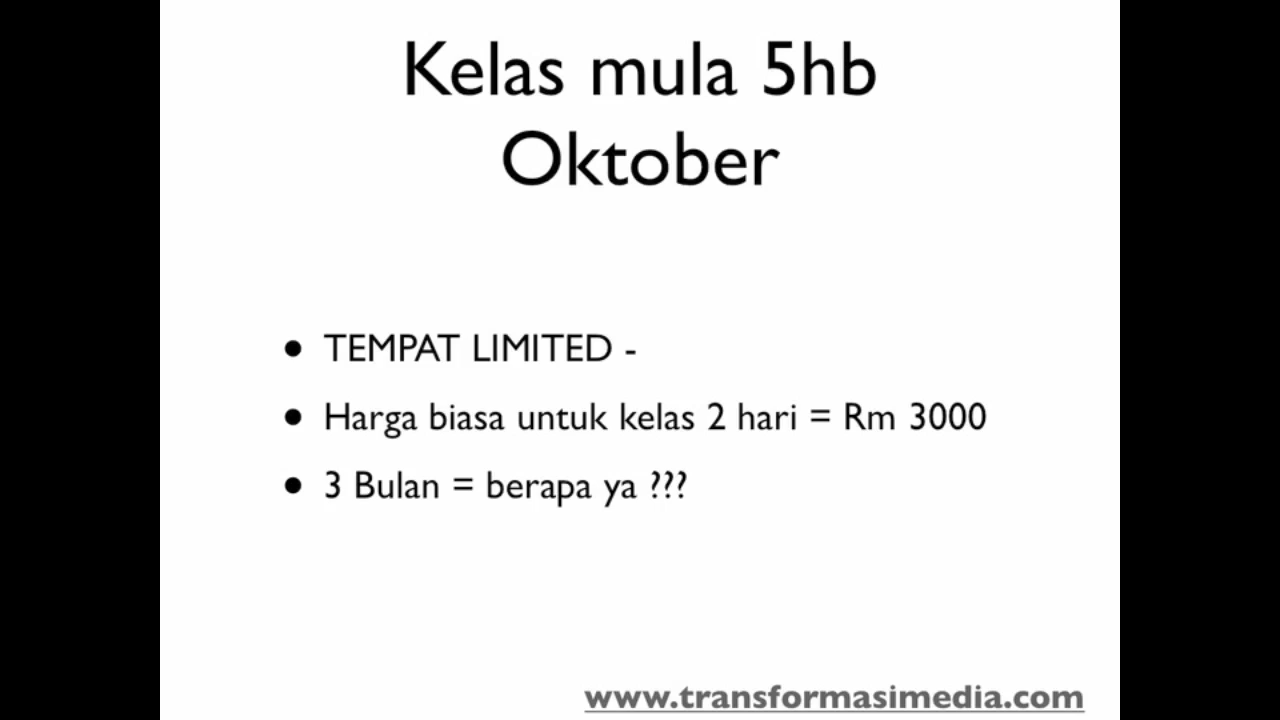 Kelas mula 5hb
Oktober
• TEMPAT LIMITED -
• Harga biasa untuk kelas 2 hari = Rm 3000
• 3 Bulan = berapa ya ???
www.transformasimedia.com